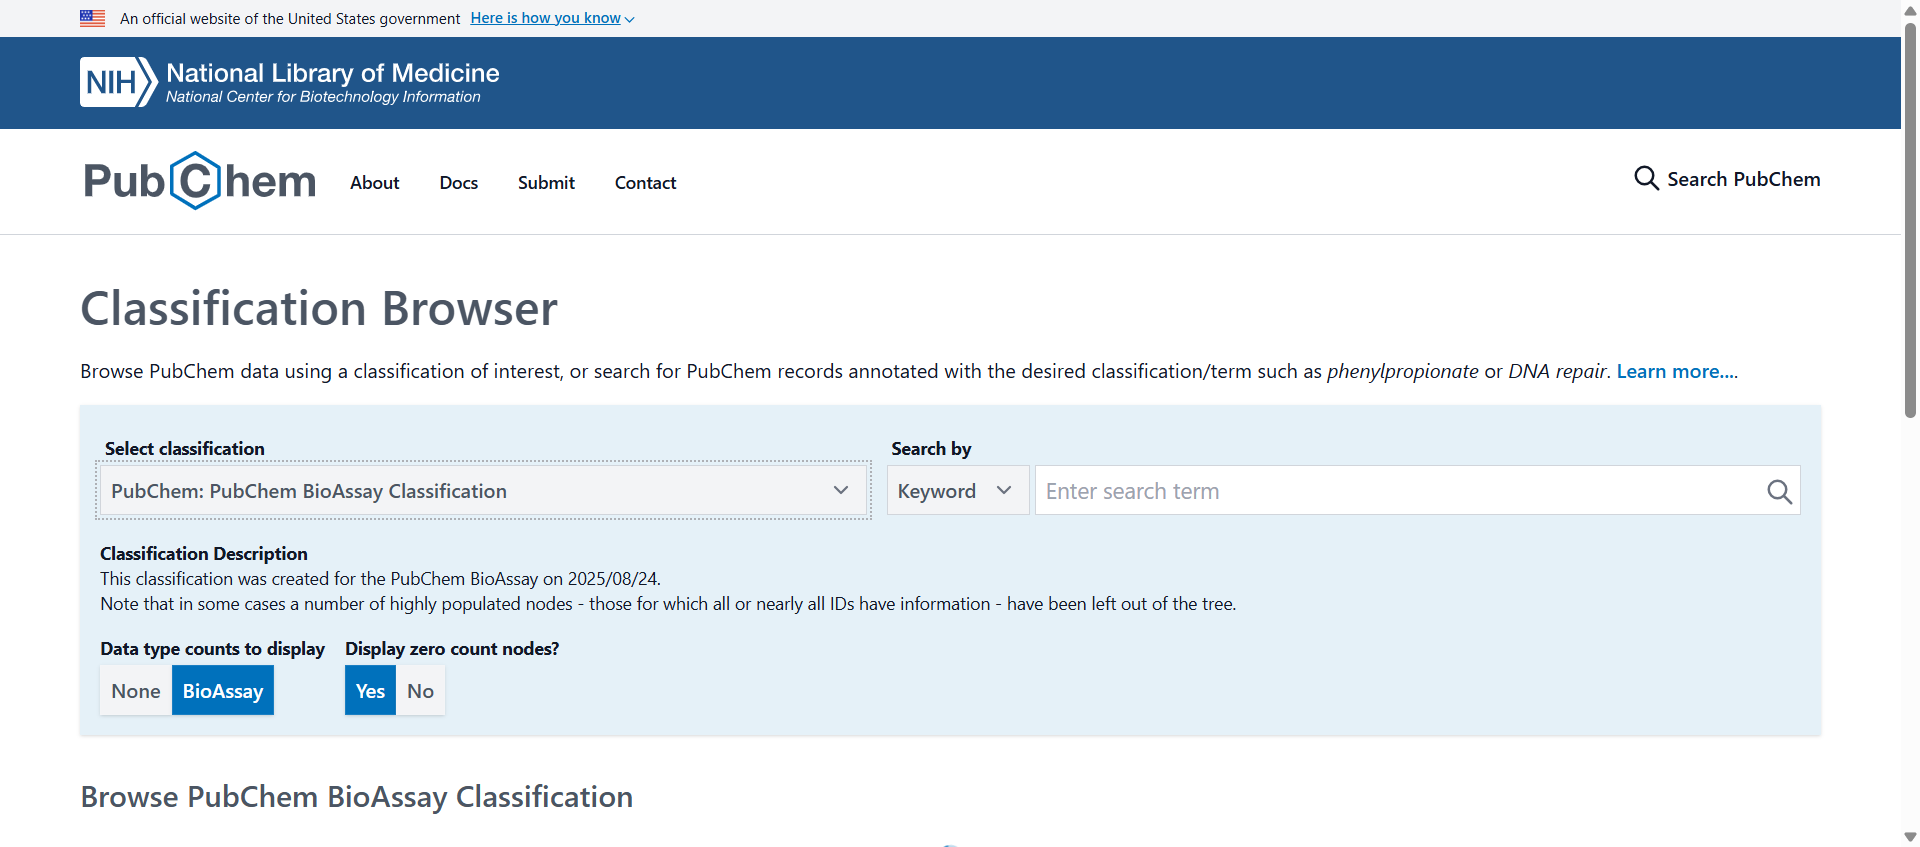 An official website of the United States government Here is how you know
NIH National Library of Medicine
National Center for Biotechnology Information
PubChem About Docs Submit Contact Search PubChem
Classification Browser
Browse PubChem data using a classification of interest, or search for PubChem records annotated with the desired classification/term such as phenylpropionate or DNA repair. Learn more....
Select classification Search by
PubChem: PubChem BioAssay Classification Keyword Enter search term
Classification Description
This classification was created for the PubChem BioAssay on 2025/08/24.
Note that in some cases a number of highly populated nodes - those for which all or nearly all IDs have information - have been left out of the tree.
Data type counts to display Display zero count nodes?
None BioAssay Yes No
Browse PubChem BioAssay Classification